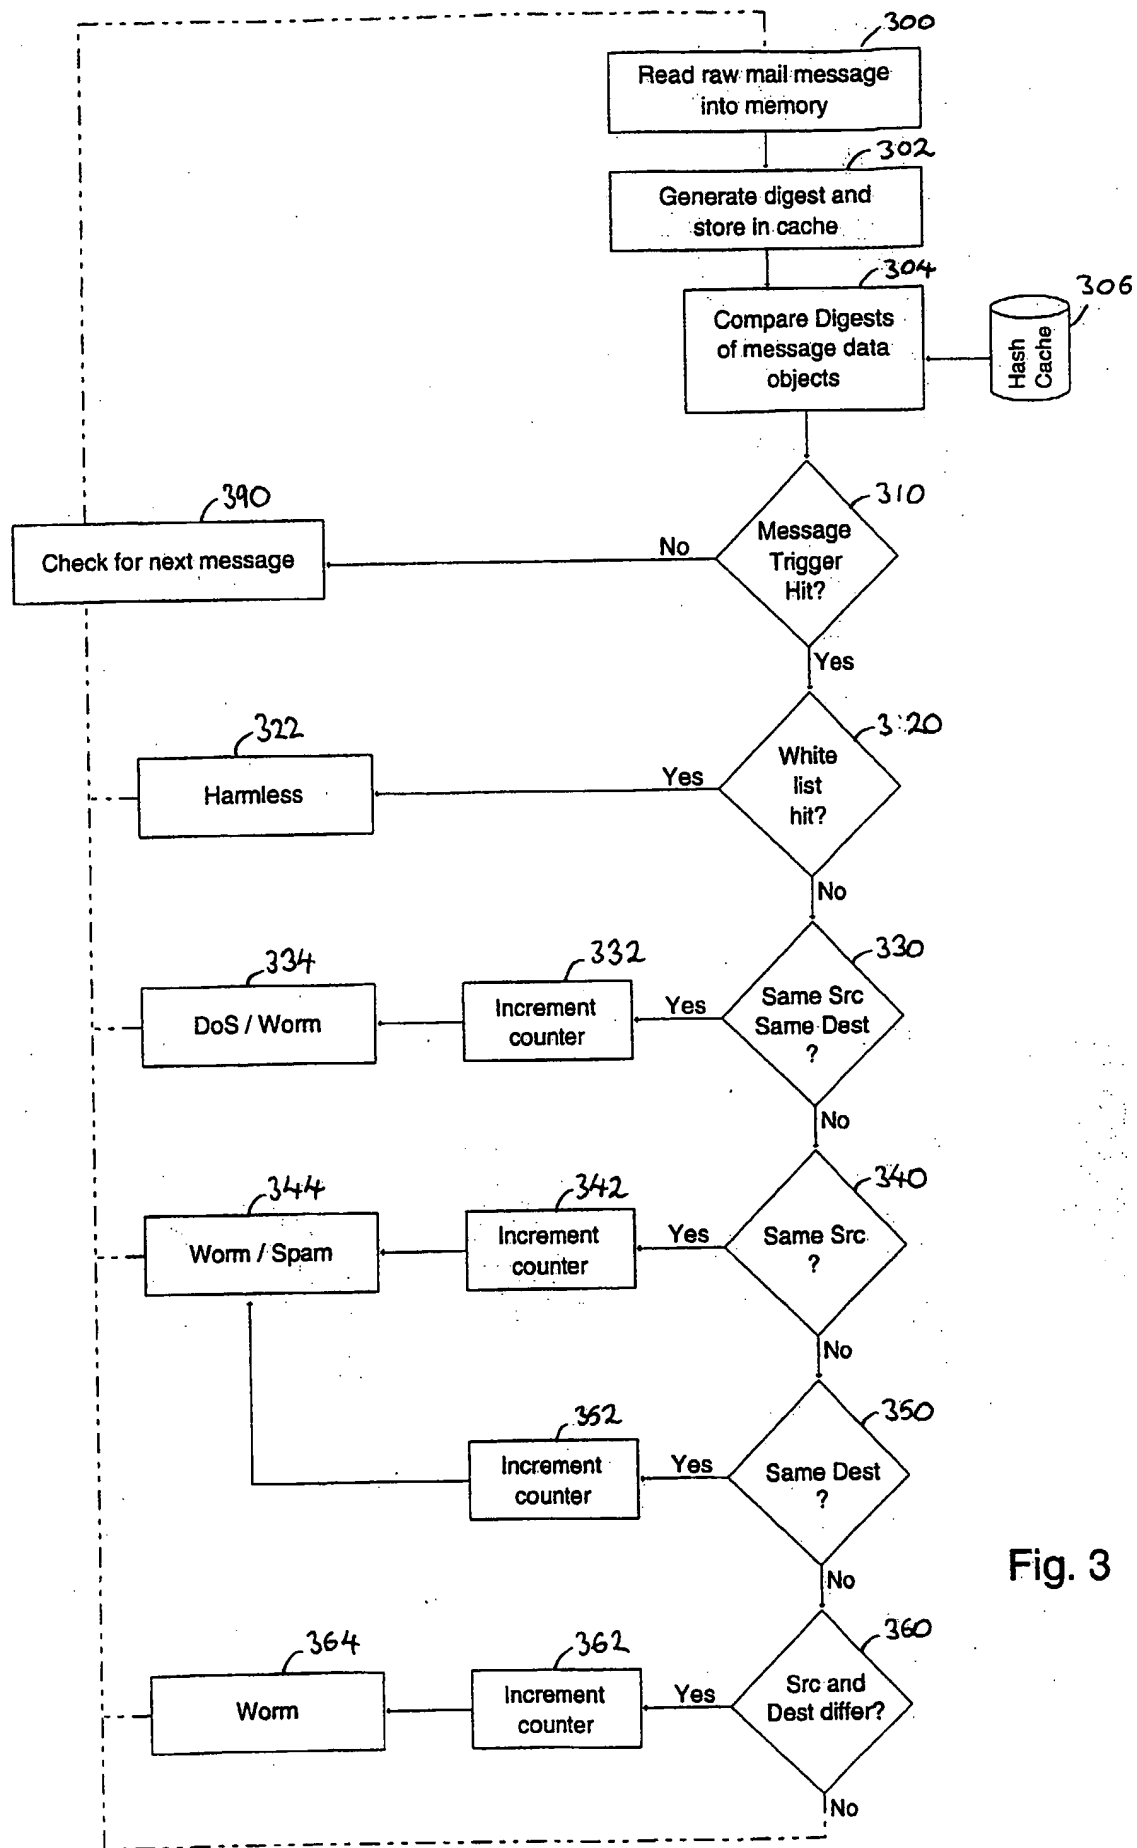 300
Read raw mail message
into memory
302
Generate digest and
store in cache
304
Compare Digests
of message data
objects
306
Hash
Cache
310
Message
Trigger
Hit?
No
390
Check for next message
Yes
320
White
list
hit?
Yes
322
Harmless
No
330
Same Src
Same Dest
?
Yes
332
Increment
counter
334
DoS / Worm
No
340
Same Src
?
Yes
342
Increment
counter
344
Worm / Spam
No
350
Same Dest
?
Yes
352
Increment
counter
No
360
Src and
Dest differ?
Yes
362
Increment
counter
364
Worm
No
Fig. 3